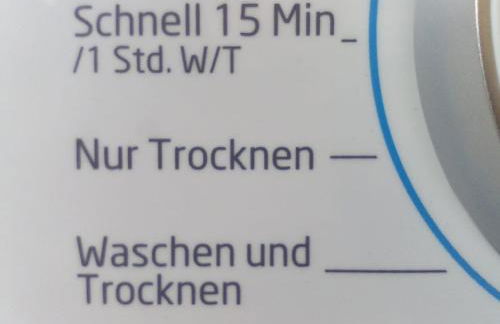 Schnell 15 Min
/1 Std. W/T
Nur Trocknen
Waschen und
Trocknen